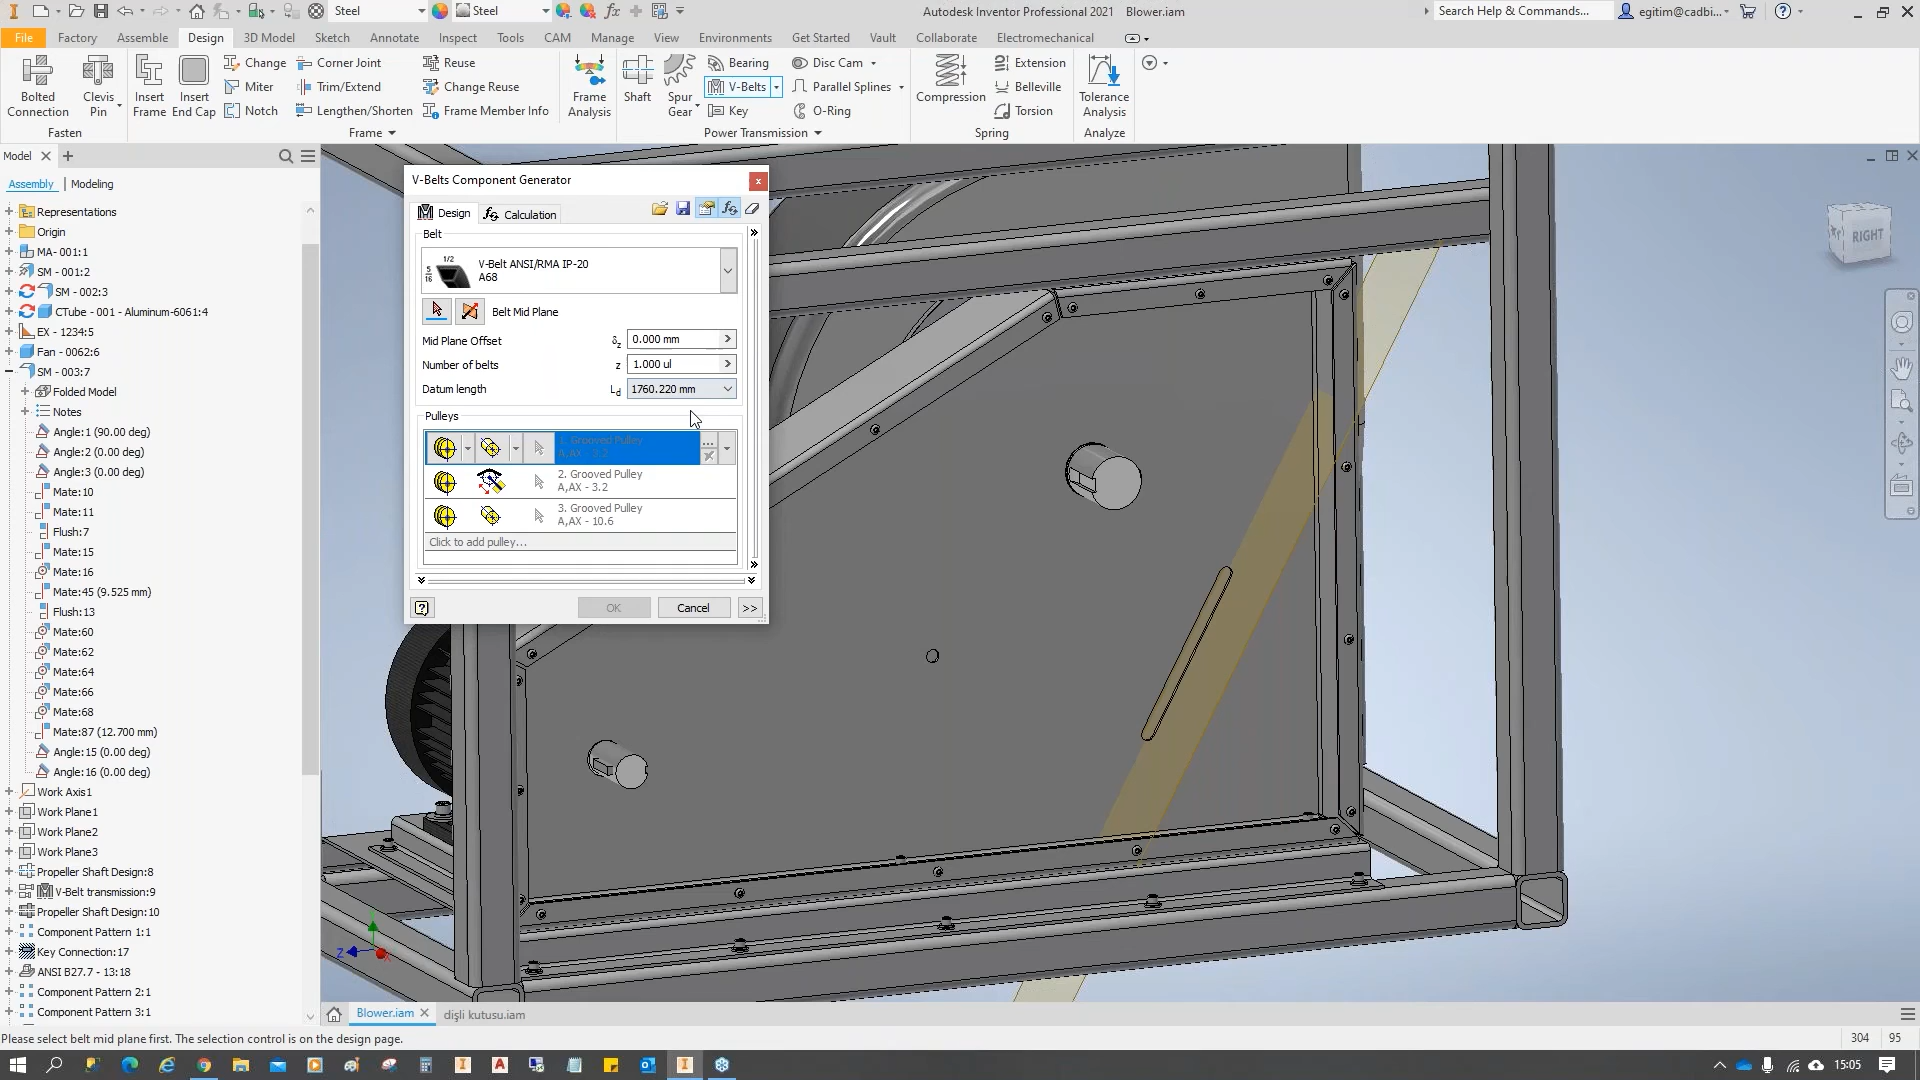 Steel
Steel
Autodesk Inventor Professional 2021 Blower.iam
Search Help & Commands...
egitim@cadbi...
File Factory Assemble Design 3D Model Sketch Annotate Inspect Tools CAM Manage View Environments Get Started Vault Collaborate Electromechanical
Bolted Connection
Clevis Pin
Fasten
Insert Frame
Insert End Cap
Change
Miter
Notch
Corner Joint
Trim/Extend
Lengthen/Shorten
Reuse
Change Reuse
Frame Member Info
Frame
Frame Analysis
Shaft
Spur Gear
Bearing
V-Belts
Key
Disc Cam
Parallel Splines
O-Ring
Power Transmission
Compression
Extension
Belleville
Torsion
Spring
Tolerance Analysis
Analyze
Model
Assembly | Modeling
Representations
Origin
MA- 001:1
SM - 001:2
SM - 002:3
CTube - 001 - Aluminum-6061:4
EX - 1234:5
Fan - 0062:6
SM - 003:7
Folded Model
Notes
Angle:1 (90.00 deg)
Angle:2 (0.00 deg)
Angle:3 (0.00 deg)
Mate:10
Mate:11
Flush:7
Mate:15
Mate:16
Mate:45 (9.525 mm)
Flush:13
Mate:60
Mate:62
Mate:64
Mate:66
Mate:68
Mate:87 (12.700 mm)
Angle:15 (0.00 deg)
Angle:16 (0.00 deg)
Work Axis1
Work Plane1
Work Plane2
Work Plane3
Propeller Shaft Design:8
V-Belt transmission:9
Propeller Shaft Design:10
Component Pattern 1:1
Key Connection:17
ANSI B27.7 - 13:18
Component Pattern 2:1
Component Pattern 3:1
V-Belts Component Generator
Design Calculation
Belt
1/2
5
16
V-Belt ANSI/RMA IP-20
A68
Belt Mid Plane
Mid Plane Offset δz 0.000 mm
Number of belts z 1.000 ul
Datum length Ld 1760.220 mm
Pulleys
1. Grooved Pulley
A,AX - 3.2
2. Grooved Pulley
A,AX - 3.2
3. Grooved Pulley
A,AX - 10.6
Click to add pulley...
OK Cancel >>
RIGHT
Z
Blower.iam dişli kutusu.iam
Please select belt mid plane first. The selection control is on the design page.
304 95
15:05